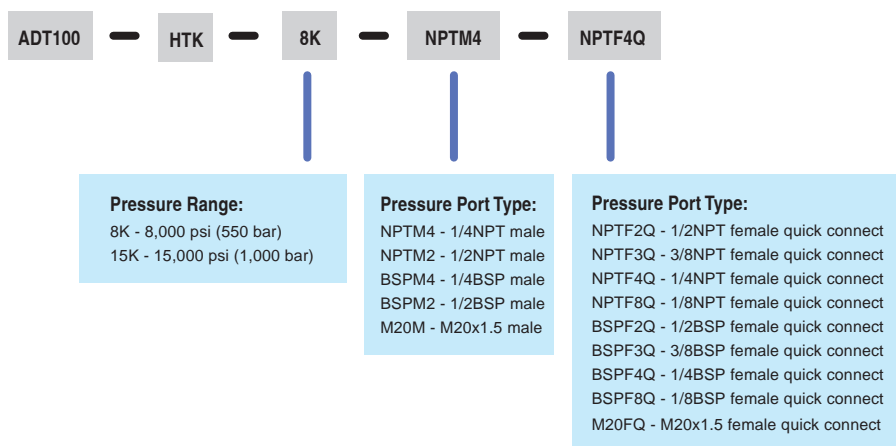 ADT100 — HTK — 8K — NPTM4 — NPTF4Q
Pressure Range:
8K - 8,000 psi (550 bar)
15K - 15,000 psi (1,000 bar)
Pressure Port Type:
NPTM4 - 1/4NPT male
NPTM2 - 1/2NPT male
BSPM4 - 1/4BSP male
BSPM2 - 1/2BSP male
M20M - M20x1.5 male
Pressure Port Type:
NPTF2Q - 1/2NPT female quick connect
NPTF3Q - 3/8NPT female quick connect
NPTF4Q - 1/4NPT female quick connect
NPTF8Q - 1/8NPT female quick connect
BSPF2Q - 1/2BSP female quick connect
BSPF3Q - 3/8BSP female quick connect
BSPF4Q - 1/4BSP female quick connect
BSPF8Q - 1/8BSP female quick connect
M20FQ - M20x1.5 female quick connect